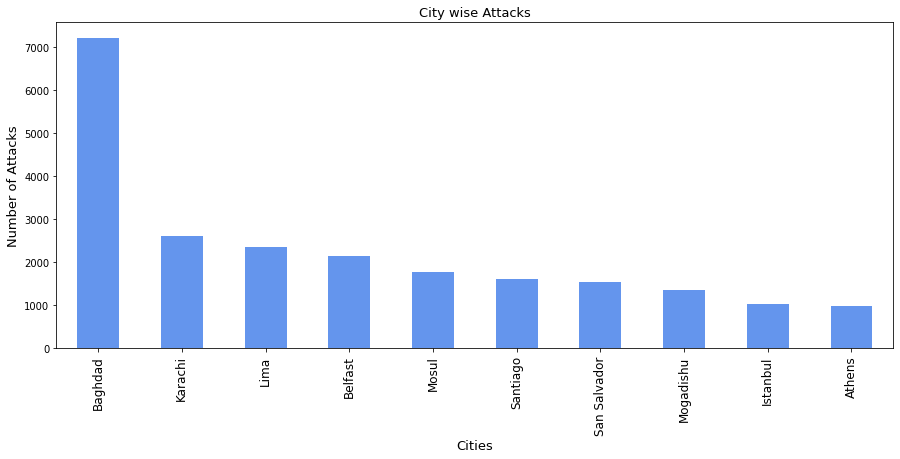 City wise Attacks
Number of Attacks
7000
6000
5000
4000
3000
2000
1000
0
Baghdad
Karachi
Lima
Belfast
Mosul
Santiago
San Salvador
Mogadishu
Istanbul
Athens
Cities